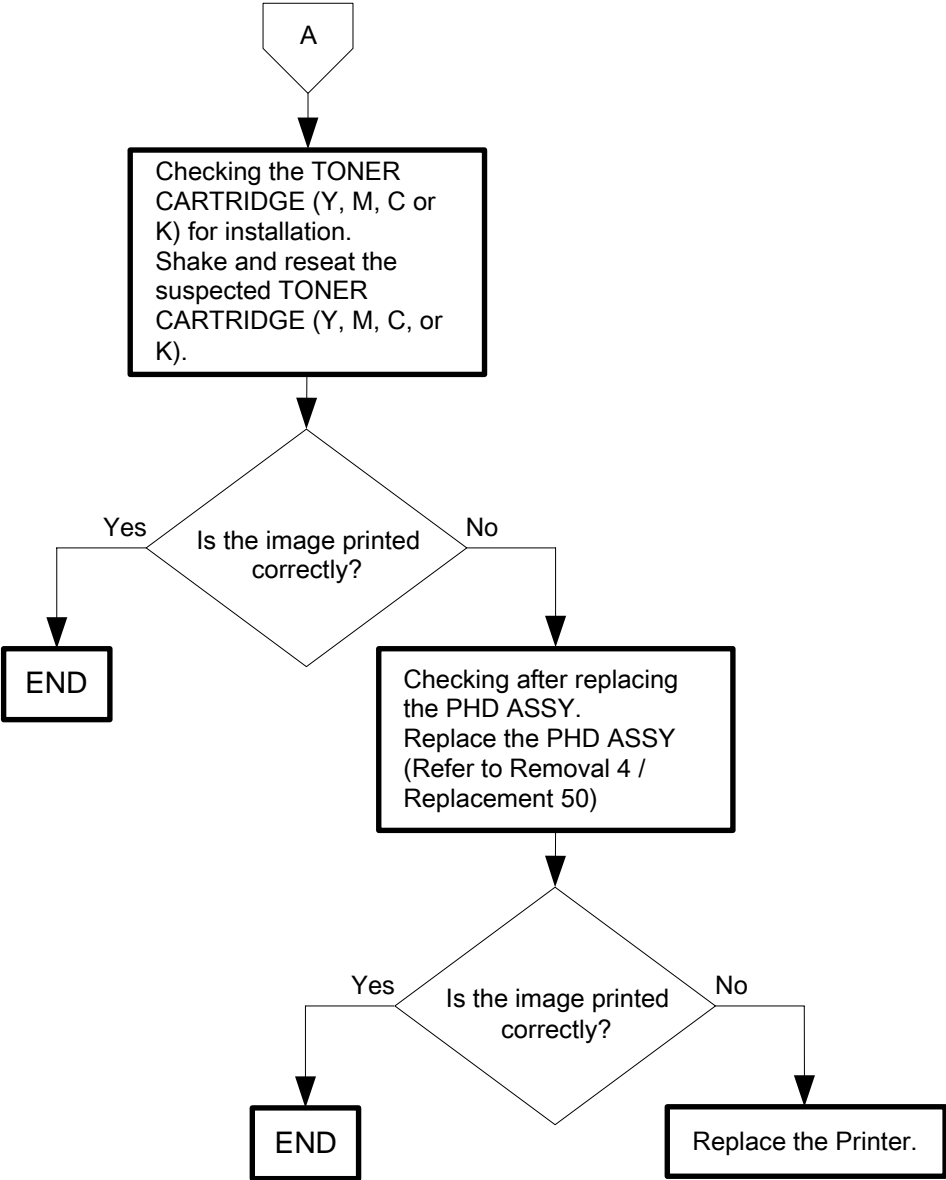 A
Checking the TONER
CARTRIDGE (Y, M, C or
K) for installation.
Shake and reseat the
suspected TONER
CARTRIDGE (Y, M, C, or
K).
Yes
No
Is the image printed
correctly?
END
Checking after replacing
the PHD ASSY.
Replace the PHD ASSY
(Refer to Removal 4 /
Replacement 50)
Yes
No
Is the image printed
correctly?
END
Replace the Printer.